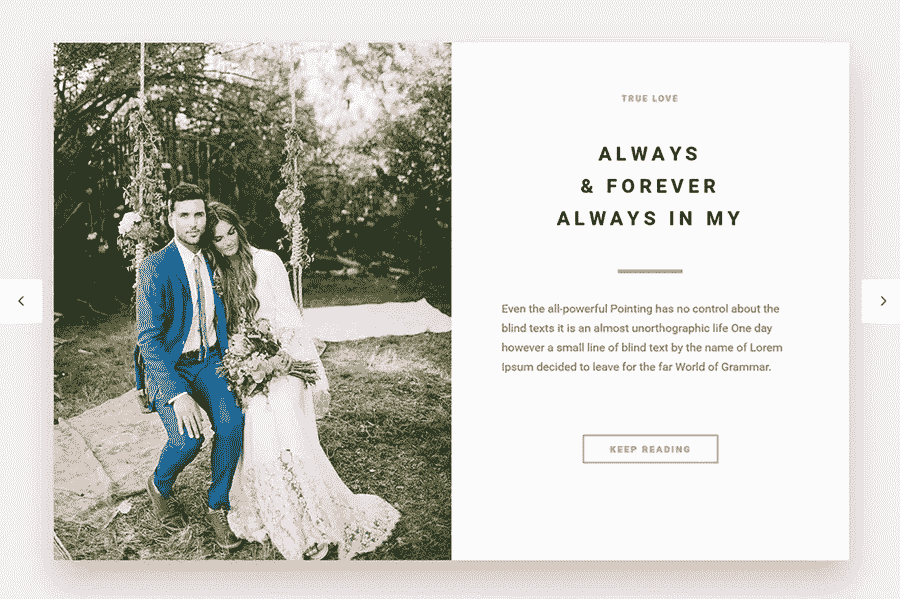 TRUE LOVE
ALWAYS
& FOREVER
ALWAYS IN MY
Even the all-powerful Pointing has no control about the
blind texts it is an almost unorthographic life One day
however a small line of blind text by the name of Lorem
Ipsum decided to leave for the far World of Grammar.
KEEP READING